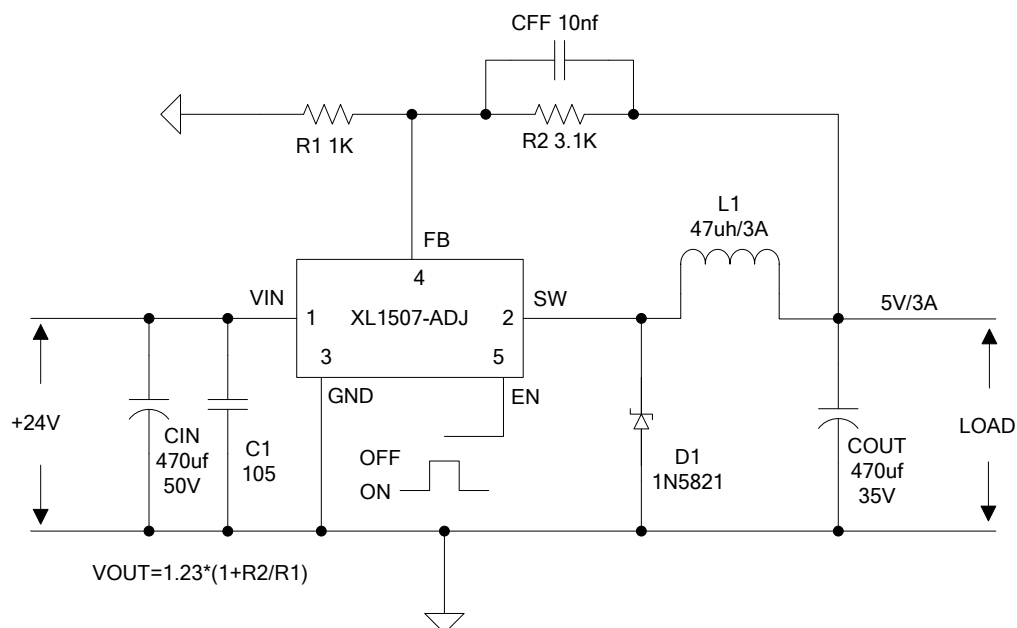 CFF 10nf
R1 1K
R2 3.1K
L1
47uh/3A
FB
4
VIN
SW
5V/3A
1
XL1507-ADJ
2
3
5
GND
EN
+24V
CIN
470uf
50V
C1
105
OFF
ON
D1
1N5821
COUT
470uf
35V
LOAD
VOUT=1.23*(1+R2/R1)